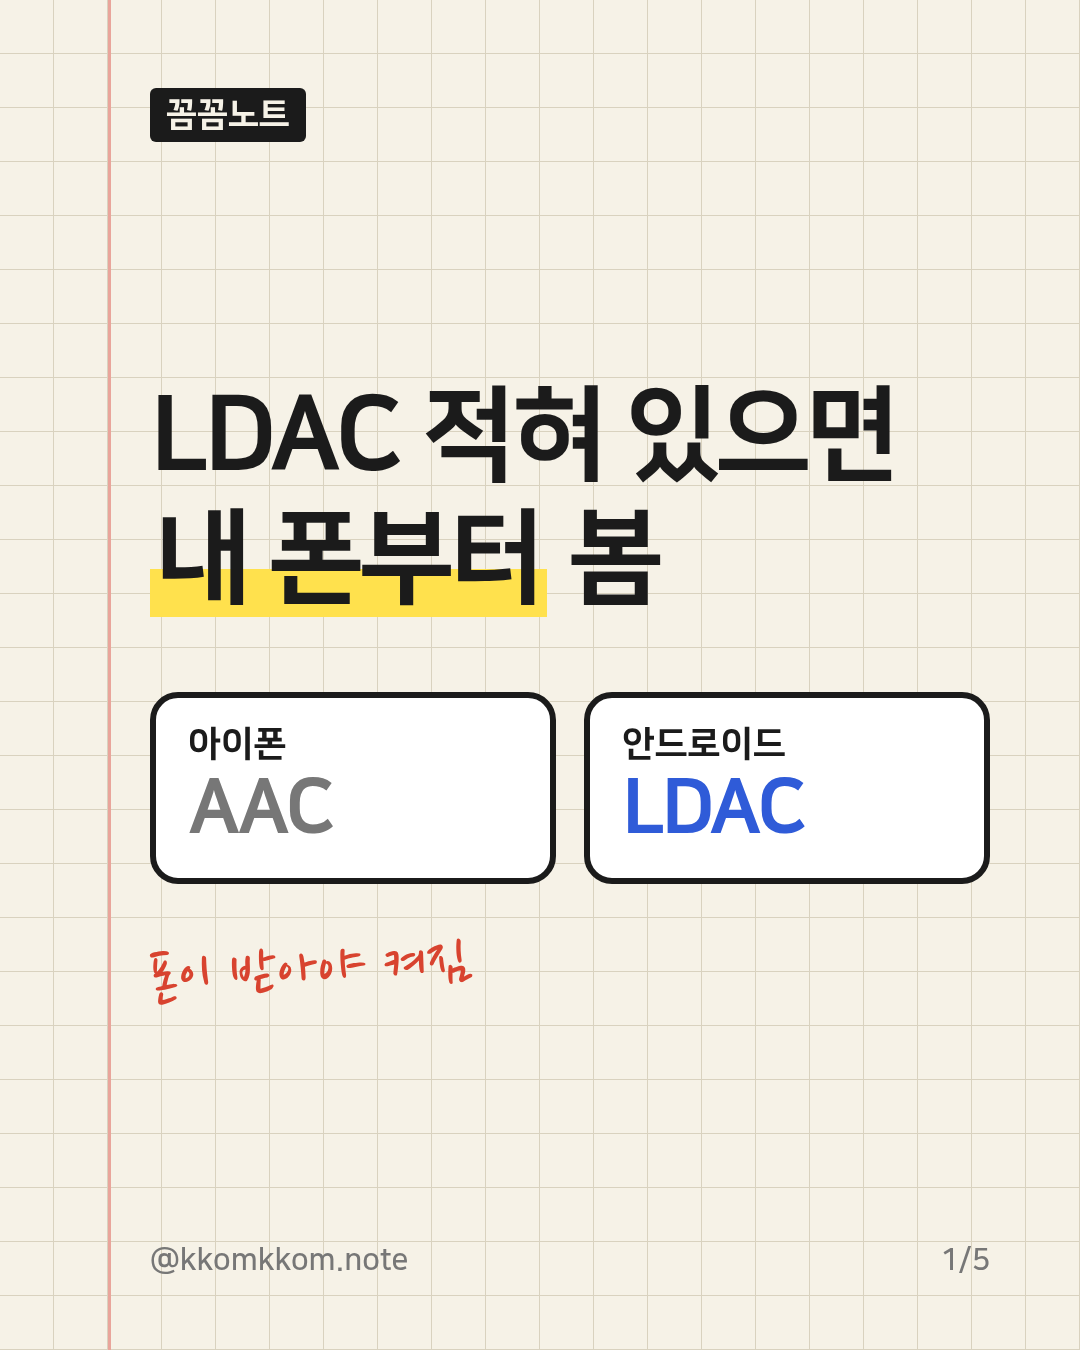 꼼꼼노트
LDAC 적혀 있으면
내 폰부터 봄
아이폰
AAC
안드로이드
LDAC
폰이 받아야 켜짐
@kkomkkom.note
1/5